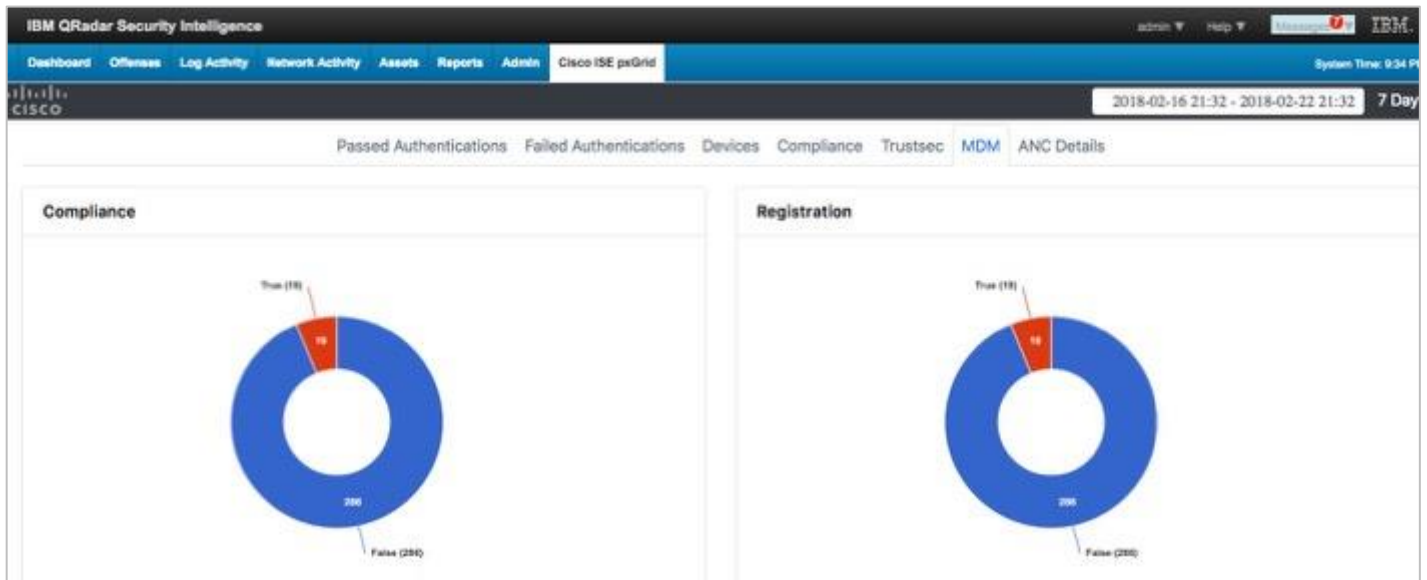 IBM QRadar Security Intelligence
admin ▼ Help ▼ Messages 7 ▼ IBM.
Dashboard Offenses Log Activity Network Activity Assets Reports Admin Cisco ISE pxGrid System Time: 9:34 P
CISCO 2018-02-16 21:32 - 2018-02-22 21:32 7 Day
Passed Authentications Failed Authentications Devices Compliance Trustsec MDM ANC Details
Compliance Registration
True (19) True (19)
19 19
286 286
False (286) False (286)